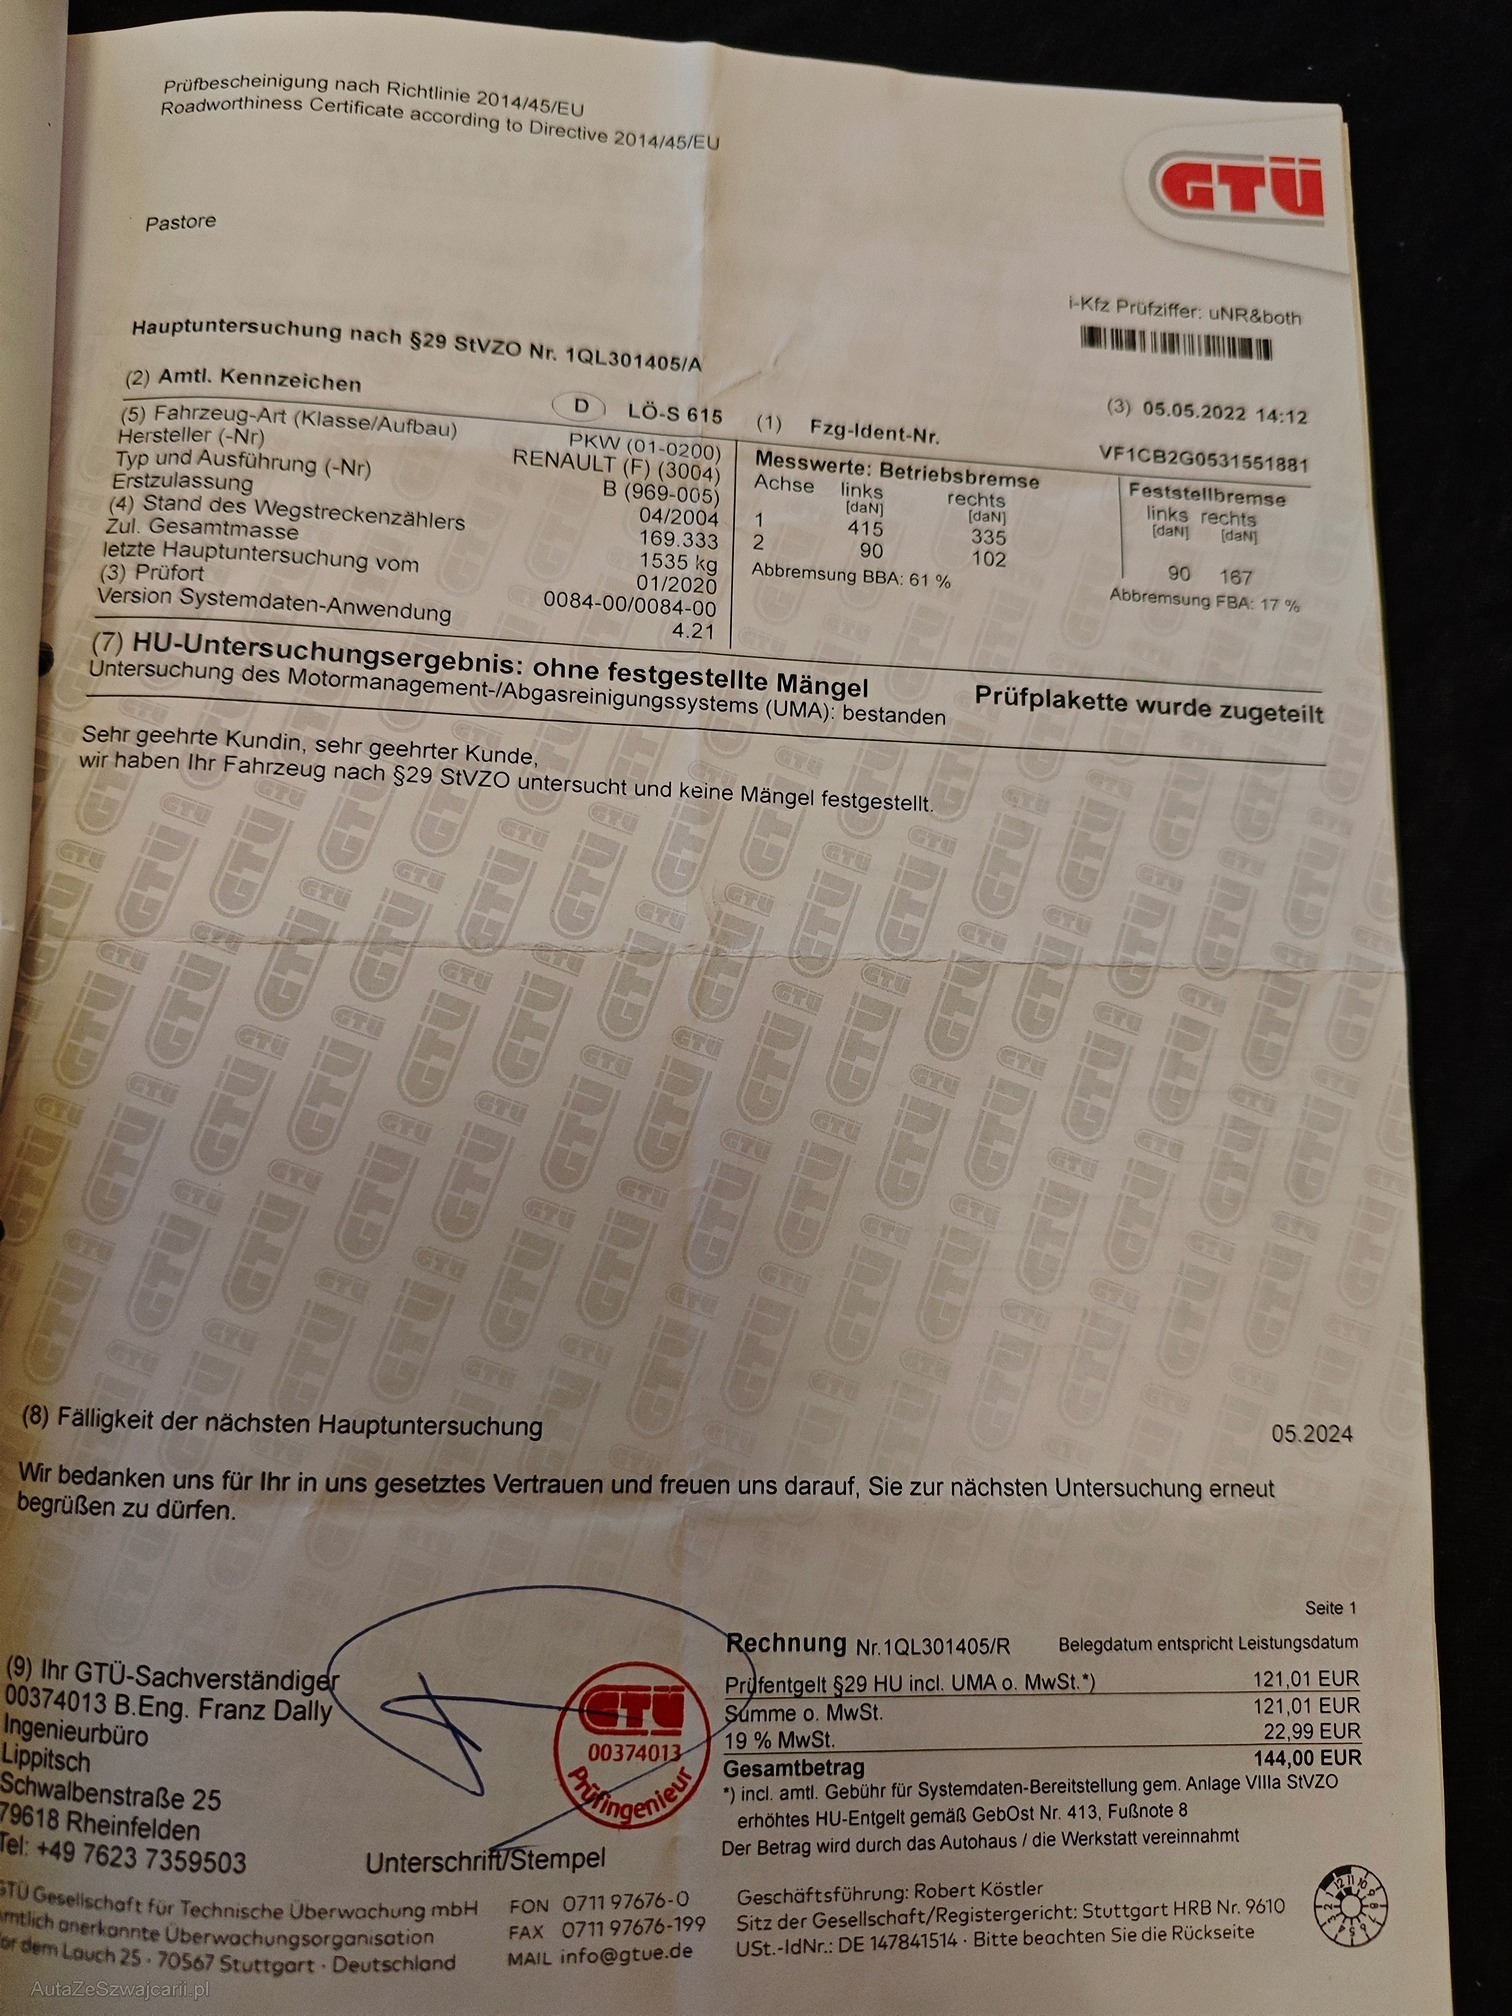 Prüfbescheinigung nach Richtlinie 2014/45/EU
Roadworthiness Certificate according to Directive 2014/45/EU
GTÜ
Pastore
i-Kfz Prüfziffer: uNR&both
Hauptuntersuchung nach §29 StVZO Nr. 1QL301405/A
(2) Amtl. Kennzeichen D LÖ-S 615
(3) 05.05.2022 14:12
(1) Fzg-Ident-Nr. VF1CB2G0531551881
(5) Fahrzeug-Art (Klasse/Aufbau) PKW (01-0200)
Hersteller (-Nr) RENAULT (F) (3004)
Typ und Ausführung (-Nr) B (969-005)
Erstzulassung 04/2004
(4) Stand des Wegstreckenzählers 169.333
Zul. Gesamtmasse 1535 kg
letzte Hauptuntersuchung vom 01/2020
(3) Prüfort 0084-00/0084-00
Version Systemdaten-Anwendung 4.21
Messwerte: Betriebsbremse Feststellbremse
Achse links rechts links rechts
[daN] [daN] [daN] [daN]
1 415 335
2 90 102 90 167
Abbremsung BBA: 61 % Abbremsung FBA: 17 %
(7) HU-Untersuchungsergebnis: ohne festgestellte Mängel Prüfplakette wurde zugeteilt
Untersuchung des Motormanagement-/Abgasreinigungssystems (UMA): bestanden
Sehr geehrte Kundin, sehr geehrter Kunde,
wir haben Ihr Fahrzeug nach §29 StVZO untersucht und keine Mängel festgestellt.
(8) Fälligkeit der nächsten Hauptuntersuchung 05.2024
Wir bedanken uns für Ihr in uns gesetztes Vertrauen und freuen uns darauf, Sie zur nächsten Untersuchung erneut
begrüßen zu dürfen.
Seite 1
(9) Ihr GTÜ-Sachverständiger
00374013 B.Eng. Franz Dally
Ingenieurbüro
Lippitsch
Schwalbenstraße 25
79618 Rheinfelden
Tel: +49 7623 7359503
GTÜ
00374013
Prüfingenieur
Unterschrift/Stempel
Rechnung Nr.1QL301405/R Belegdatum entspricht Leistungsdatum
Prüfentgelt §29 HU incl. UMA o. MwSt.*) 121,01 EUR
Summe o. MwSt. 121,01 EUR
19 % MwSt. 22,99 EUR
Gesamtbetrag 144,00 EUR
*) incl. amtl. Gebühr für Systemdaten-Bereitstellung gem. Anlage VIIIa StVZO
erhöhtes HU-Entgelt gemäß GebOst Nr. 413, Fußnote 8
Der Betrag wird durch das Autohaus / die Werkstatt vereinnahmt
GTÜ Gesellschaft für Technische Überwachung mbH
amtlich anerkannte Überwachungsorganisation
Vor dem Lauch 25 · 70567 Stuttgart · Deutschland
FON 0711 97676-0
FAX 0711 97676-199
MAIL info@gtue.de
Geschäftsführung: Robert Köstler
Sitz der Gesellschaft/Registergericht: Stuttgart HRB Nr. 9610
USt.-IdNr.: DE 147841514 · Bitte beachten Sie die Rückseite
AutaZeSzwajcarii.pl